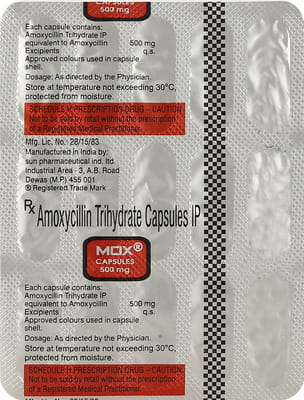 CAPSULES
500 mg
Each capsule contains:
Amoxycillin Trihydrate IP
equivalent to Amoxycillin 500 mg
Excipients q.s.
Approved colours used in capsule
shell.
Dosage: As directed by the Physician.
Store at temperature not exceeding 30°C,
protected from moisture.
SCHEDULE H PRESCRIPTION DRUG – CAUTION
Not to be sold by retail without the prescription
of a Registered Medical Practitioner.
Mfg. Lic. No.: 28/15/83
Manufactured in India by:
sun pharmaceutical ind. ltd.
Industrial Area - 3, A.B. Road
Dewas (M.P) 455 001
® Registered Trade Mark
Rx Amoxycillin Trihydrate Capsules IP
MOX®
CAPSULES
500 mg
Each capsule contains:
Amoxycillin Trihydrate IP
equivalent to Amoxycillin 500 mg
Excipients q.s.
Approved colours used in capsule
shell.
Dosage: As directed by the Physician.
Store at temperature not exceeding 30°C,
protected from moisture.
SCHEDULE H PRESCRIPTION DRUG – CAUTION
Not to be sold by retail without the prescription
of a Registered Medical Practitioner.